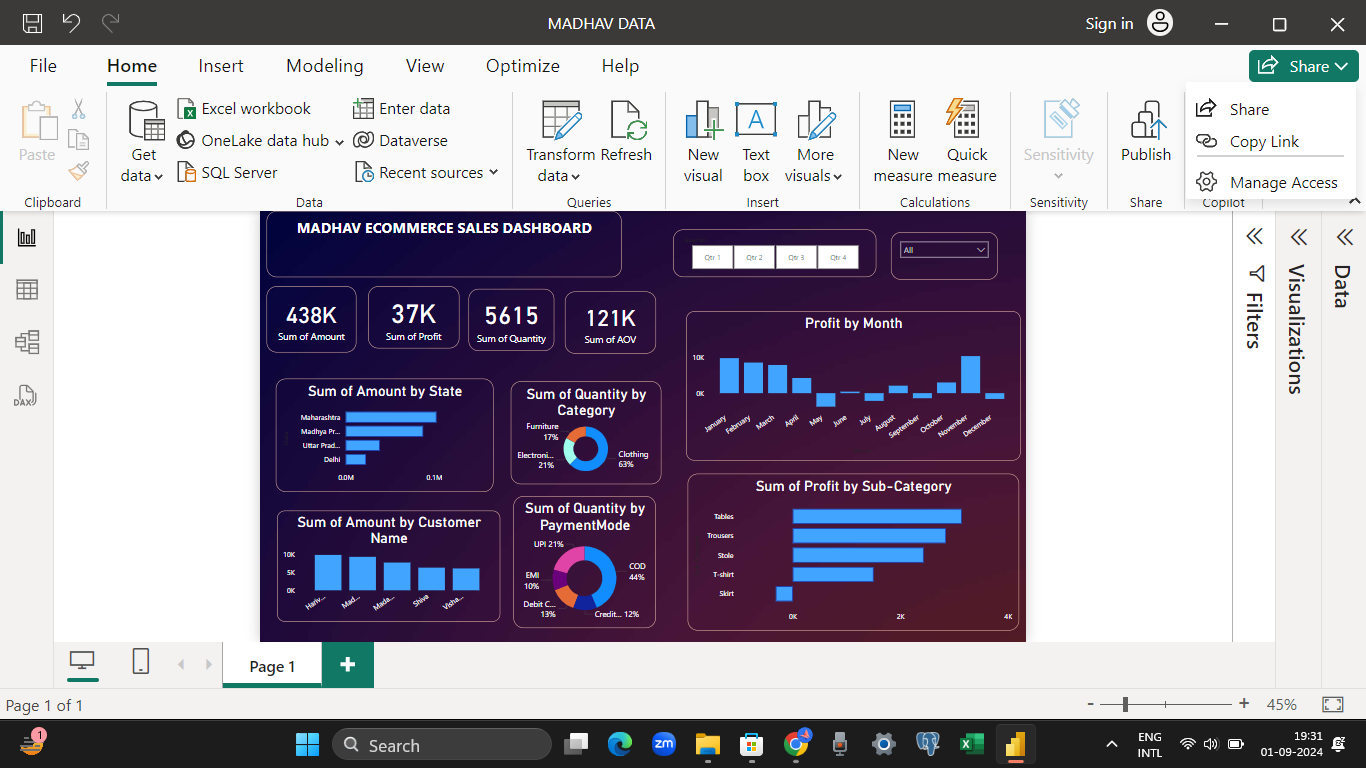 MADHAV DATA
Sign in
File Home Insert Modeling View Optimize Help
Share
Paste
Clipboard
Get data
Excel workbook
OneLake data hub
SQL Server
Enter data
Dataverse
Recent sources
Data
Transform data
Refresh
Queries
New visual
Text box
More visuals
Insert
New measure
Quick measure
Calculations
Sensitivity
Sensitivity
Publish
Share
Share
Copy Link
Manage Access
Copilot
DAX
MADHAV ECOMMERCE SALES DASHBOARD
Qtr 1 Qtr 2 Qtr 3 Qtr 4
All
438K
Sum of Amount
37K
Sum of Profit
5615
Sum of Quantity
121K
Sum of AOV
Sum of Amount by State
Maharashtra
Madhya Pr...
Uttar Prad...
Delhi
0.0M 0.1M
Sum of Quantity by
Category
Furniture
17%
Electroni...
21%
Clothing
63%
Profit by Month
10K
0K
January February March April May June July August September October November December
Sum of Amount by Customer
Name
10K
5K
0K
Hariv... Mad... Mada... Shiva Visha...
Sum of Quantity by
PaymentMode
UPI 21%
COD
44%
EMI
10%
Debit C...
13%
Credit... 12%
Sum of Profit by Sub-Category
Tables
Trousers
Stole
T-shirt
Skirt
0K 2K 4K
Filters
Visualizations
Data
Page 1
Page 1 of 1
- + 45%
1
Search
zm
ENG
INTL
19:31
01-09-2024